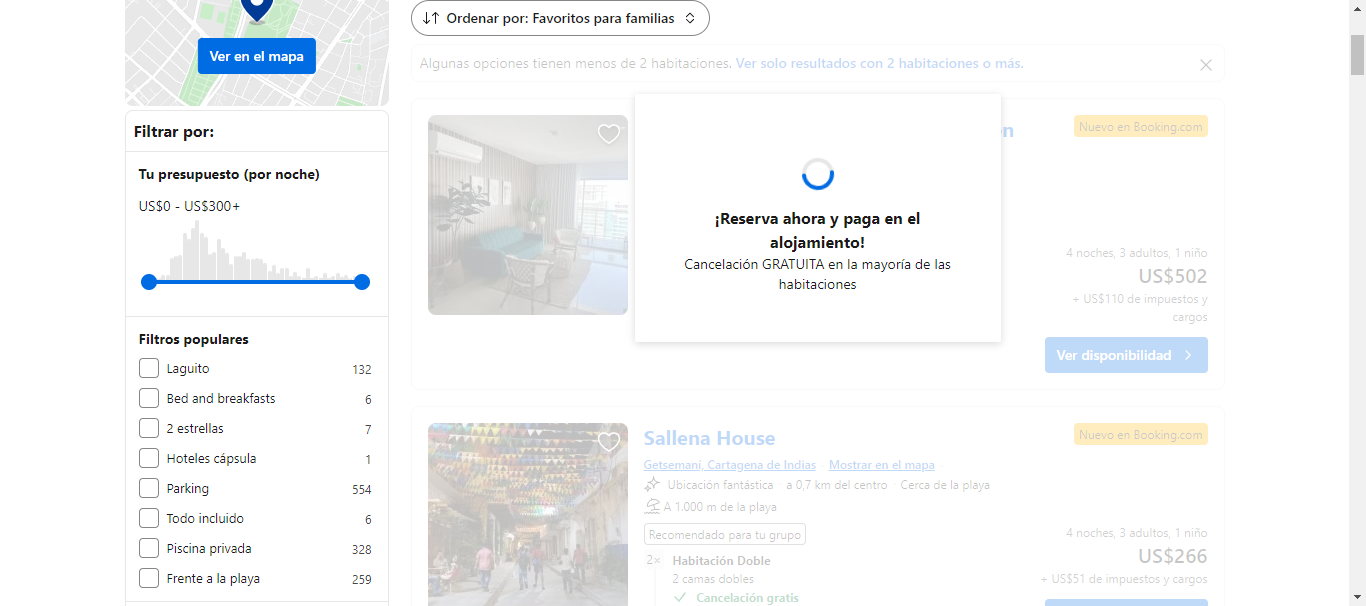 Ver en el mapa
Filtrar por:
Tu presupuesto (por noche)
US$0 - US$300+
Filtros populares
Laguito 132
Bed and breakfasts 6
2 estrellas 7
Hoteles cápsula 1
Parking 554
Todo incluido 6
Piscina privada 328
Frente a la playa 259
Ordenar por: Favoritos para familias
Algunas opciones tienen menos de 2 habitaciones. Ver solo resultados con 2 habitaciones o más.
Nuevo en Booking.com
¡Reserva ahora y paga en el
alojamiento!
Cancelación GRATUITA en la mayoría de las
habitaciones
4 noches, 3 adultos, 1 niño
US$502
+ US$110 de impuestos y
cargos
Ver disponibilidad
Sallena House
Nuevo en Booking.com
Getsemaní, Cartagena de Indias Mostrar en el mapa
Ubicación fantástica · a 0,7 km del centro · Cerca de la playa
A 1.000 m de la playa
Recomendado para tu grupo
2× Habitación Doble
2 camas dobles
Cancelación gratis
4 noches, 3 adultos, 1 niño
US$266
+ US$51 de impuestos y cargos